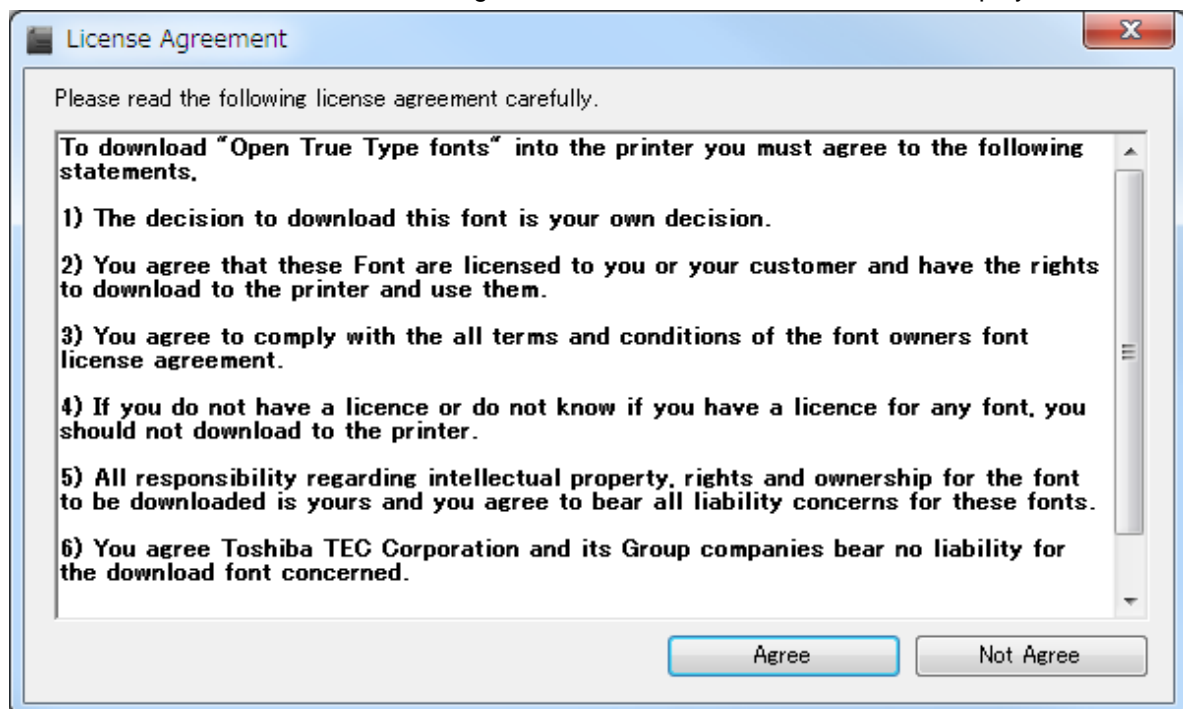 License Agreement
Please read the following license agreement carefully.
To download "Open True Type fonts" into the printer you must agree to the following
statements,
1) The decision to download this font is your own decision.
2) You agree that these Font are licensed to you or your customer and have the rights
to download to the printer and use them.
3) You agree to comply with the all terms and conditions of the font owners font
license agreement.
4) If you do not have a licence or do not know if you have a licence for any font, you
should not download to the printer.
5) All responsibility regarding intellectual property, rights and ownership for the font
to be downloaded is yours and you agree to bear all liability concerns for these fonts.
6) You agree Toshiba TEC Corporation and its Group companies bear no liability for
the download font concerned.
Agree
Not Agree